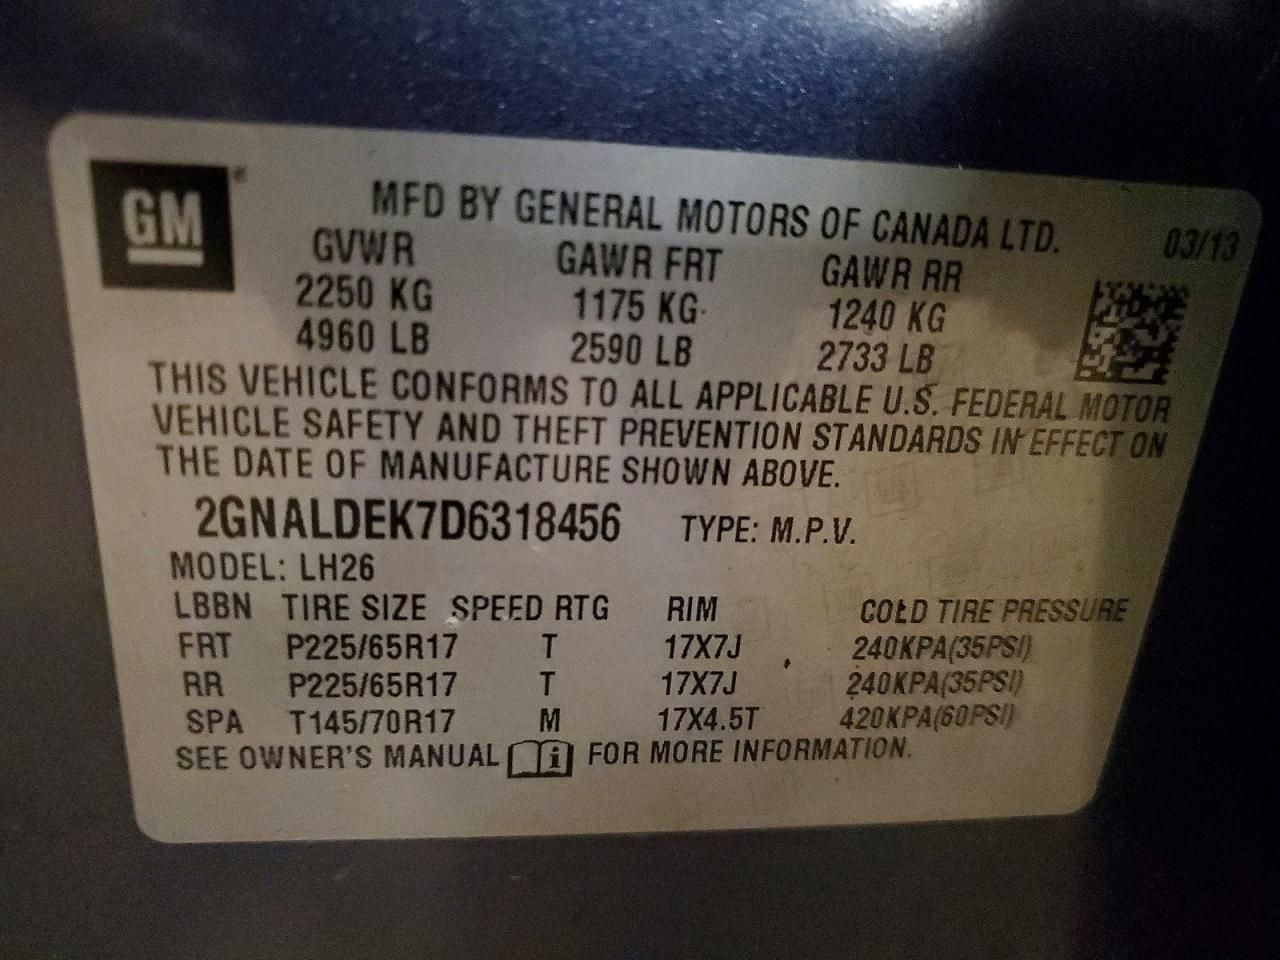 GM
MFD BY GENERAL MOTORS OF CANADA LTD. 03/13
GVWR GAWR FRT GAWR RR
2250 KG 1175 KG 1240 KG
4960 LB 2590 LB 2733 LB
THIS VEHICLE CONFORMS TO ALL APPLICABLE U.S. FEDERAL MOTOR
VEHICLE SAFETY AND THEFT PREVENTION STANDARDS IN EFFECT ON
THE DATE OF MANUFACTURE SHOWN ABOVE.
2GNALDEK7D6318456 TYPE: M.P.V.
MODEL: LH26
LBBN TIRE SIZE SPEED RTG RIM COLD TIRE PRESSURE
FRT P225/65R17 T 17X7J 240KPA(35PSI)
RR P225/65R17 T 17X7J 240KPA(35PSI)
SPA T145/70R17 M 17X4.5T 420KPA(60PSI)
SEE OWNER'S MANUAL i FOR MORE INFORMATION.